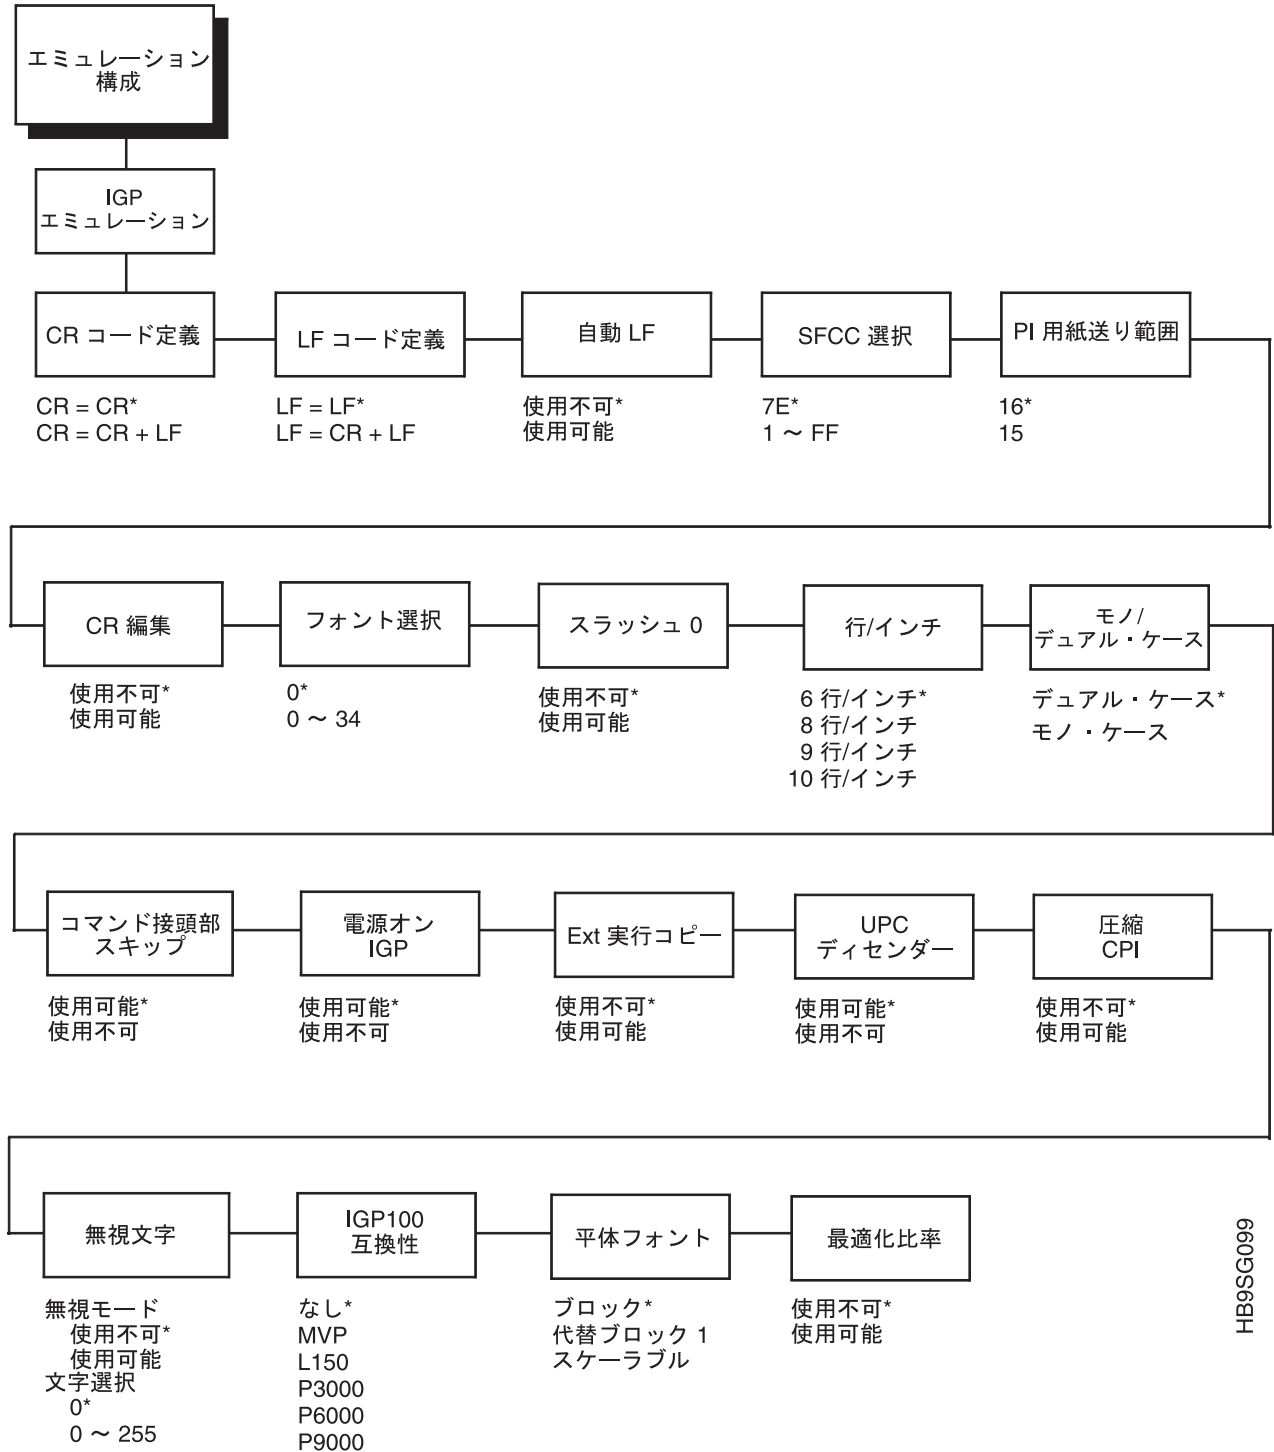 エミュレーション
構成
IGP
エミュレーション
CR コード定義
CR = CR*
CR = CR + LF
LF コード定義
LF = LF*
LF = CR + LF
自動 LF
使用不可*
使用可能
SFCC 選択
7E*
1 ～ FF
PI 用紙送り範囲
16*
15
CR 編集
使用不可*
使用可能
フォント選択
0*
0 ～ 34
スラッシュ 0
使用不可*
使用可能
行/インチ
6 行/インチ*
8 行/インチ
9 行/インチ
10 行/インチ
モノ/
デュアル・ケース
デュアル・ケース*
モノ・ケース
コマンド接頭部
スキップ
使用可能*
使用不可
電源オン
IGP
使用可能*
使用不可
Ext 実行コピー
使用不可*
使用可能
UPC
ディセンダー
使用可能*
使用不可
圧縮
CPI
使用不可*
使用可能
無視文字
無視モード
使用不可*
使用可能
文字選択
0*
0 ～ 255
IGP100
互換性
なし*
MVP
L150
P3000
P6000
P9000
平体フォント
ブロック*
代替ブロック 1
スケーラブル
最適化比率
使用不可*
使用可能
HB9SG099